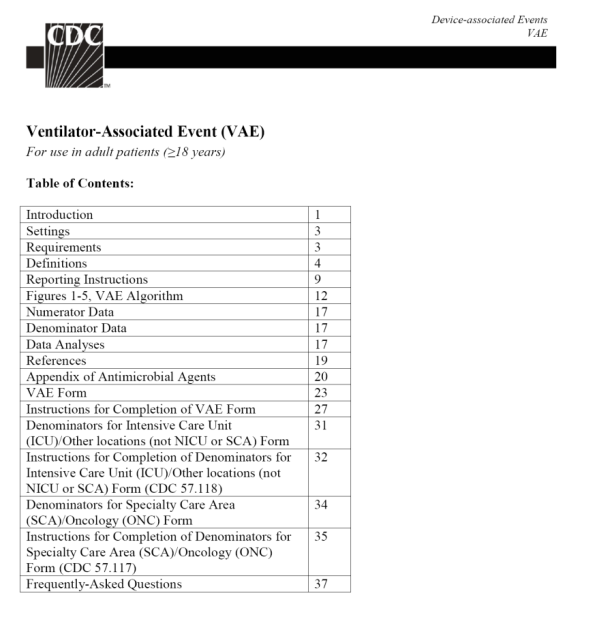 Device-associated Events
VAE
CDC
TM
Ventilator-Associated Event (VAE)
For use in adult patients (≥18 years)
Table of Contents:
Introduction 1
Settings 3
Requirements 3
Definitions 4
Reporting Instructions 9
Figures 1-5, VAE Algorithm 12
Numerator Data 17
Denominator Data 17
Data Analyses 17
References 19
Appendix of Antimicrobial Agents 20
VAE Form 23
Instructions for Completion of VAE Form 27
Denominators for Intensive Care Unit 31
(ICU)/Other locations (not NICU or SCA) Form
Instructions for Completion of Denominators for 32
Intensive Care Unit (ICU)/Other locations (not
NICU or SCA) Form (CDC 57.118)
Denominators for Specialty Care Area 34
(SCA)/Oncology (ONC) Form
Instructions for Completion of Denominators for 35
Specialty Care Area (SCA)/Oncology (ONC)
Form (CDC 57.117)
Frequently-Asked Questions 37